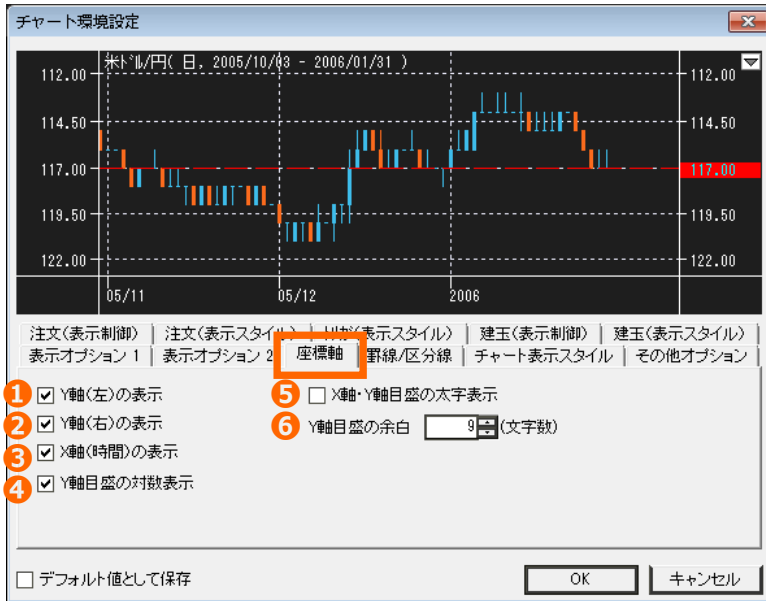 チャート環境設定
米ドル/円( 日, 2005/10/03 - 2006/01/31 )
112.00 112.00
114.50 114.50
117.00 117.00
119.50 119.50
122.00 122.00
05/11 05/12 2006
注文(表示制御) 注文(表示スタイル) (表示スタイル) 建玉(表示制御) 建玉(表示スタイル)
表示オプション 1 表示オプション 2 座標軸 罫線/区分線 チャート表示スタイル その他オプション
1 Y軸(左)の表示 5 X軸・Y軸目盛の太字表示
2 Y軸(右)の表示 6 Y軸目盛の余白 9 (文字数)
3 X軸(時間)の表示
4 Y軸目盛の対数表示
デフォルト値として保存 OK キャンセル